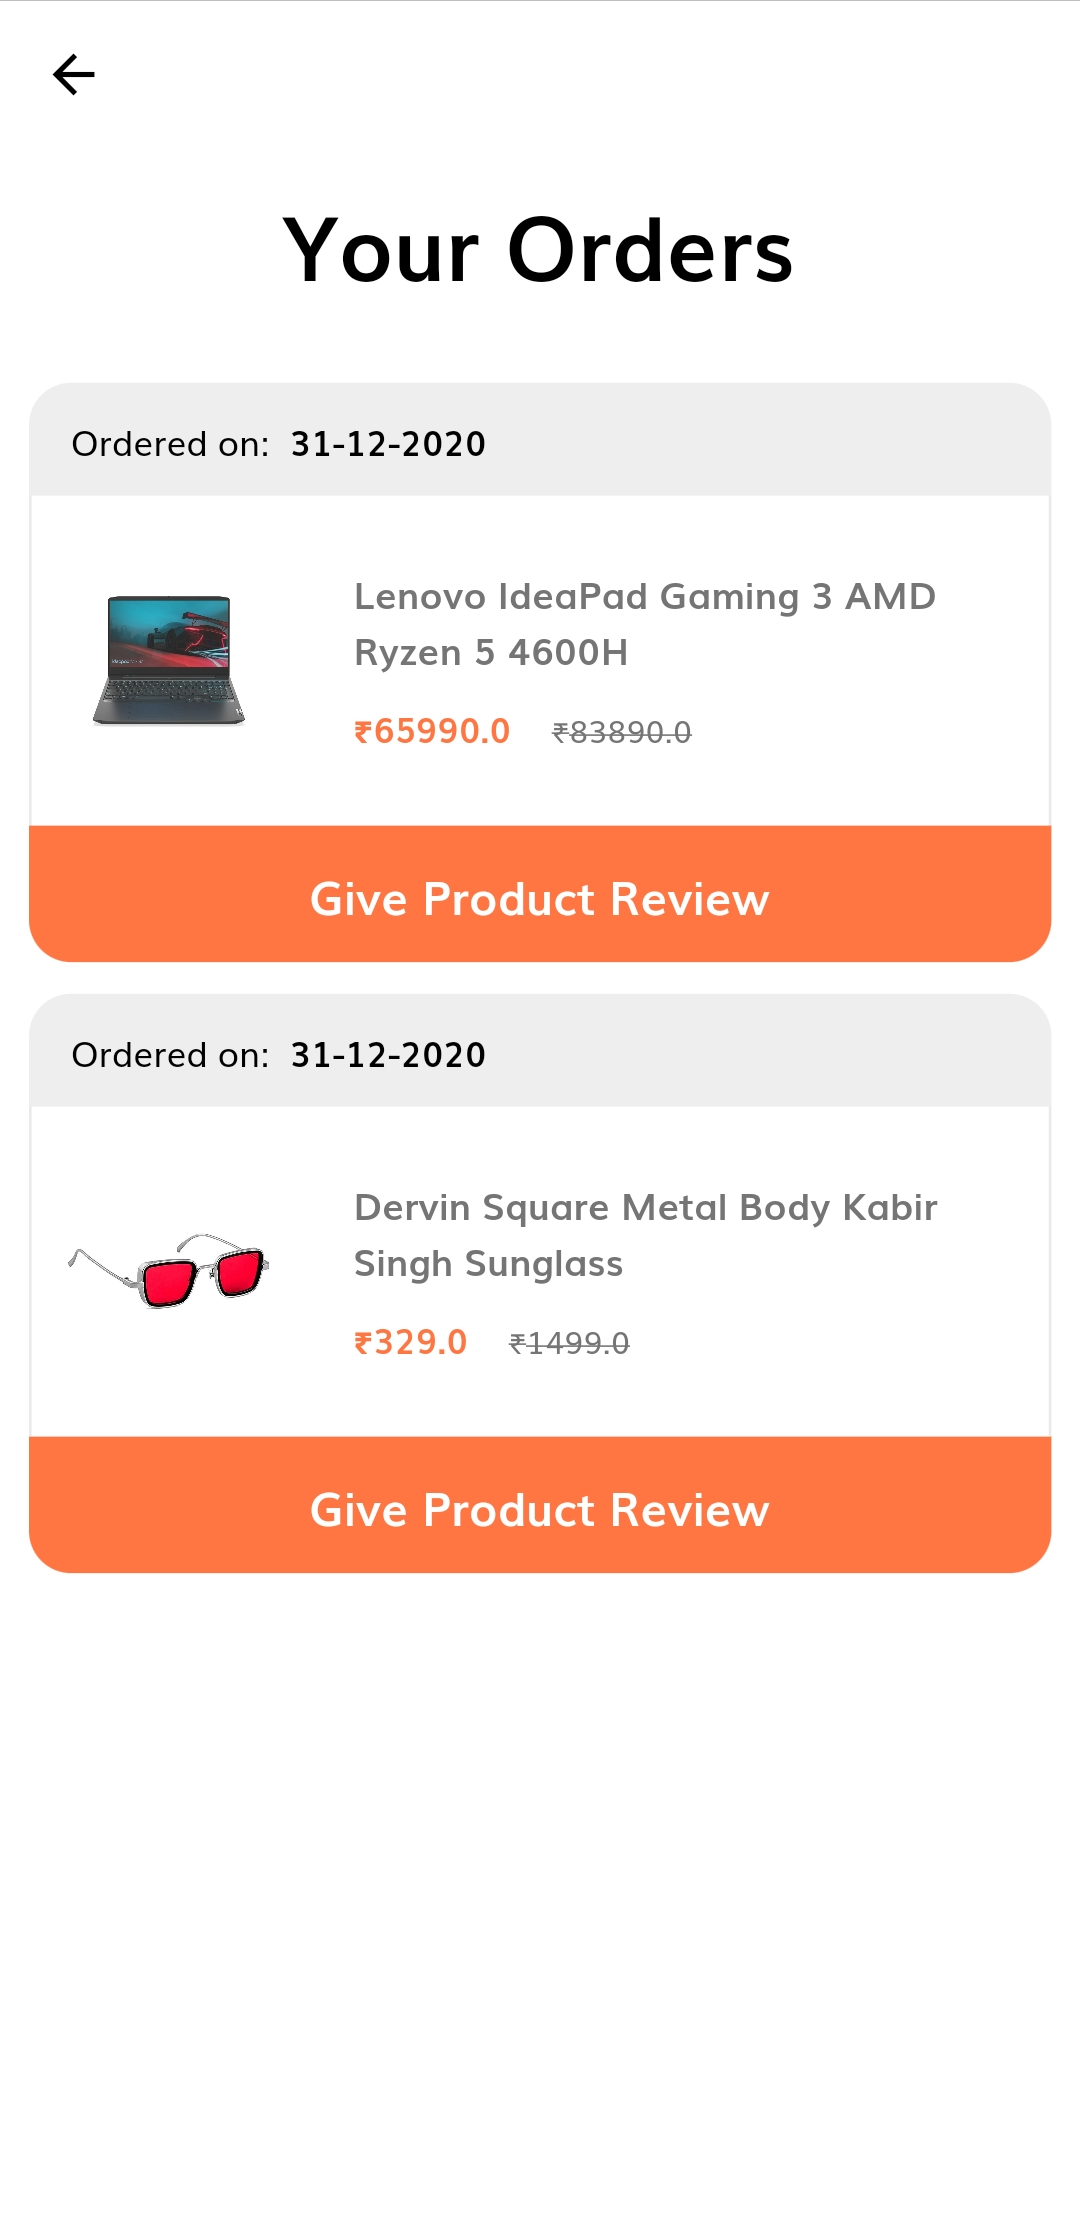 Your Orders
Ordered on: 31-12-2020
Lenovo IdeaPad Gaming 3 AMD
Ryzen 5 4600H
₹65990.0 ₹83890.0
Give Product Review
Ordered on: 31-12-2020
Dervin Square Metal Body Kabir
Singh Sunglass
₹329.0 ₹1499.0
Give Product Review